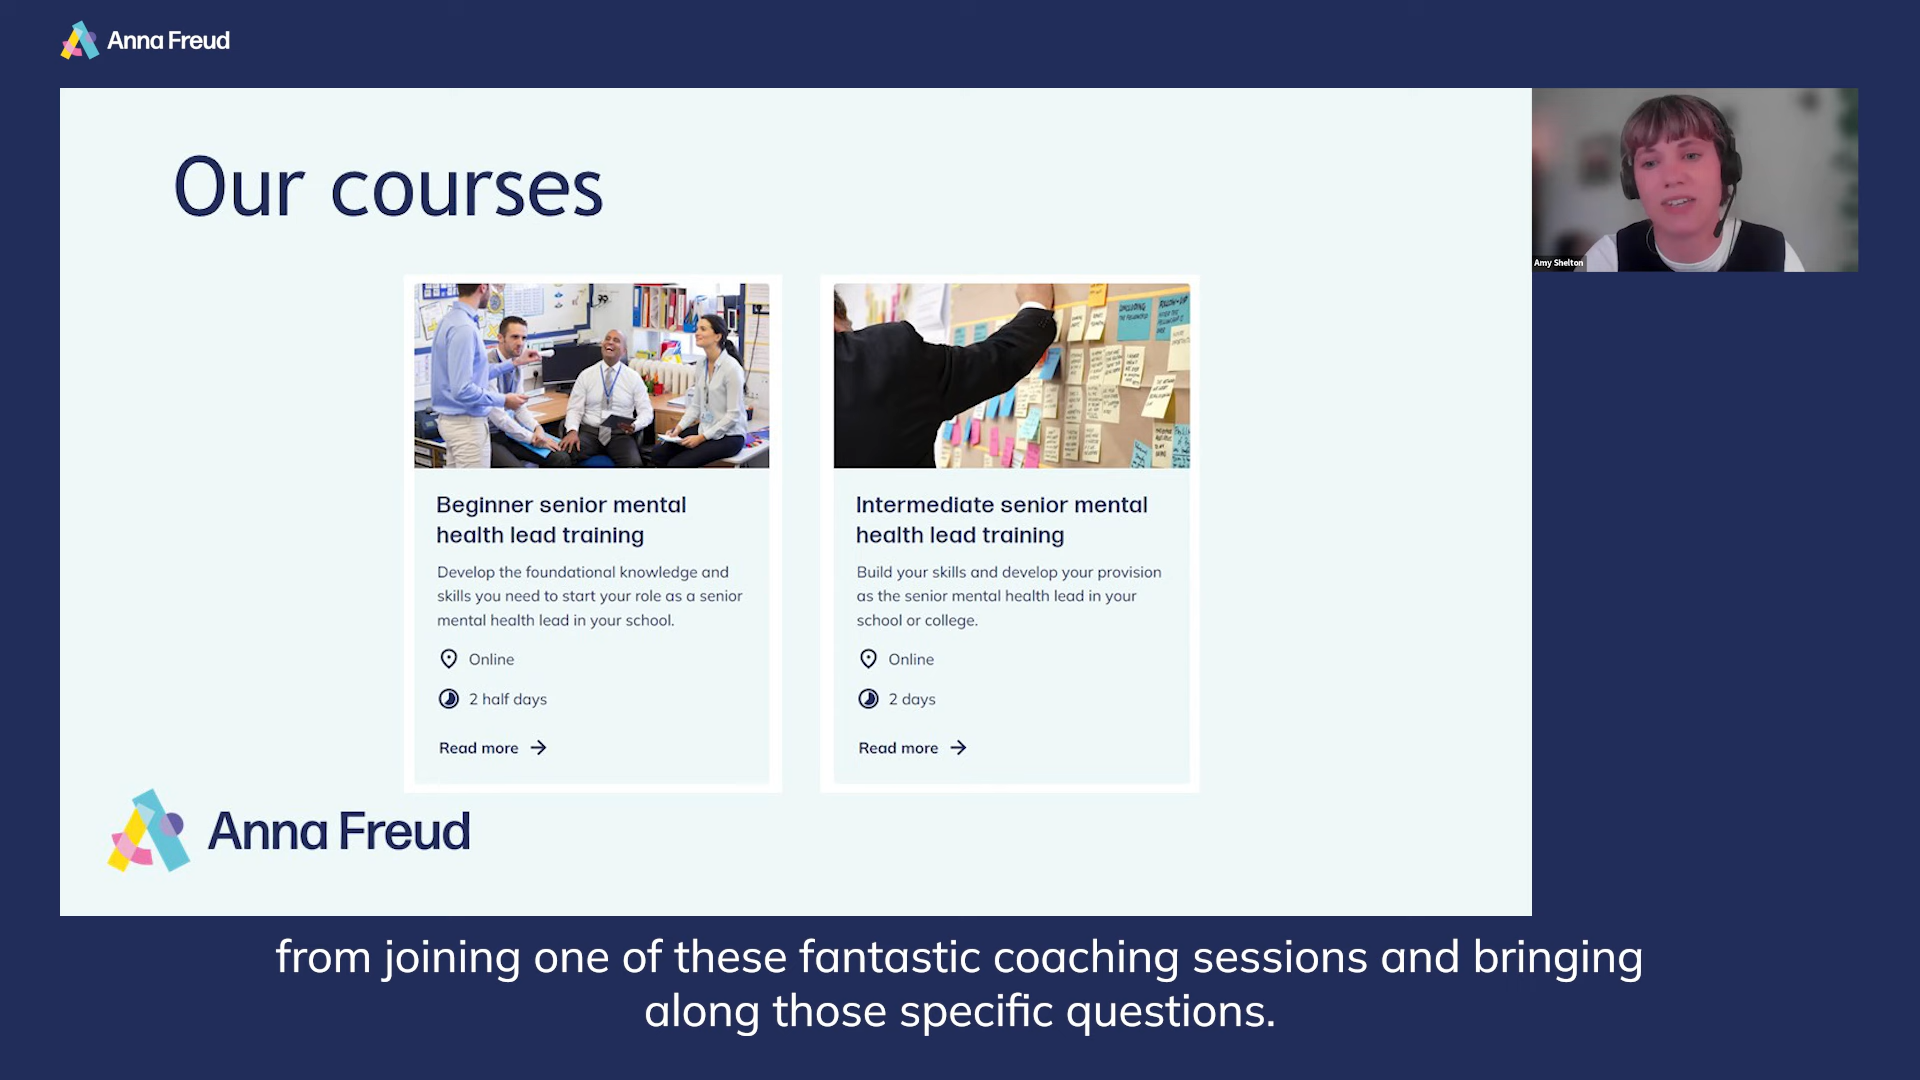 Anna Freud
Our courses
Amy Shelton
Beginner senior mental
health lead training
Develop the foundational knowledge and
skills you need to start your role as a senior
mental health lead in your school.
Online
2 half days
Read more
Intermediate senior mental
health lead training
Build your skills and develop your provision
as the senior mental health lead in your
school or college.
Online
2 days
Read more
Anna Freud
from joining one of these fantastic coaching sessions and bringing
along those specific questions.